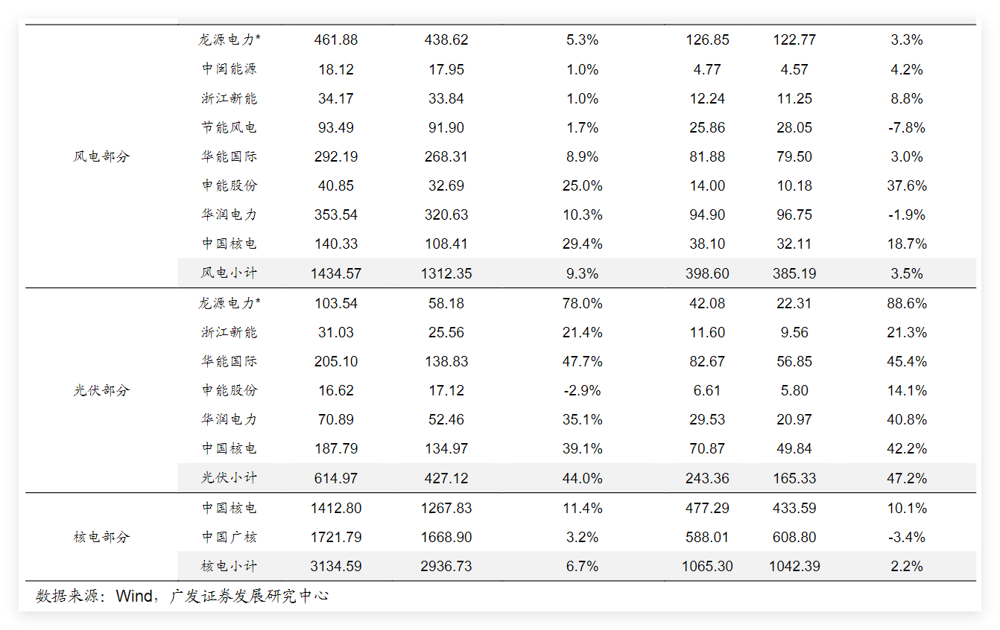 龙源电力* 461.88 438.62 5.3% 126.85 122.77 3.3%
中闽能源 18.12 17.95 1.0% 4.77 4.57 4.2%
浙江新能 34.17 33.84 1.0% 12.24 11.25 8.8%
节能风电 93.49 91.90 1.7% 25.86 28.05 -7.8%
风电部分 华能国际 292.19 268.31 8.9% 81.88 79.50 3.0%
申能股份 40.85 32.69 25.0% 14.00 10.18 37.6%
华润电力 353.54 320.63 10.3% 94.90 96.75 -1.9%
中国核电 140.33 108.41 29.4% 38.10 32.11 18.7%
风电小计 1434.57 1312.35 9.3% 398.60 385.19 3.5%
龙源电力* 103.54 58.18 78.0% 42.08 22.31 88.6%
浙江新能 31.03 25.56 21.4% 11.60 9.56 21.3%
华能国际 205.10 138.83 47.7% 82.67 56.85 45.4%
光伏部分 申能股份 16.62 17.12 -2.9% 6.61 5.80 14.1%
华润电力 70.89 52.46 35.1% 29.53 20.97 40.8%
中国核电 187.79 134.97 39.1% 70.87 49.84 42.2%
光伏小计 614.97 427.12 44.0% 243.36 165.33 47.2%
中国核电 1412.80 1267.83 11.4% 477.29 433.59 10.1%
核电部分 中国广核 1721.79 1668.90 3.2% 588.01 608.80 -3.4%
核电小计 3134.59 2936.73 6.7% 1065.30 1042.39 2.2%
数据来源：Wind，广发证券发展研究中心